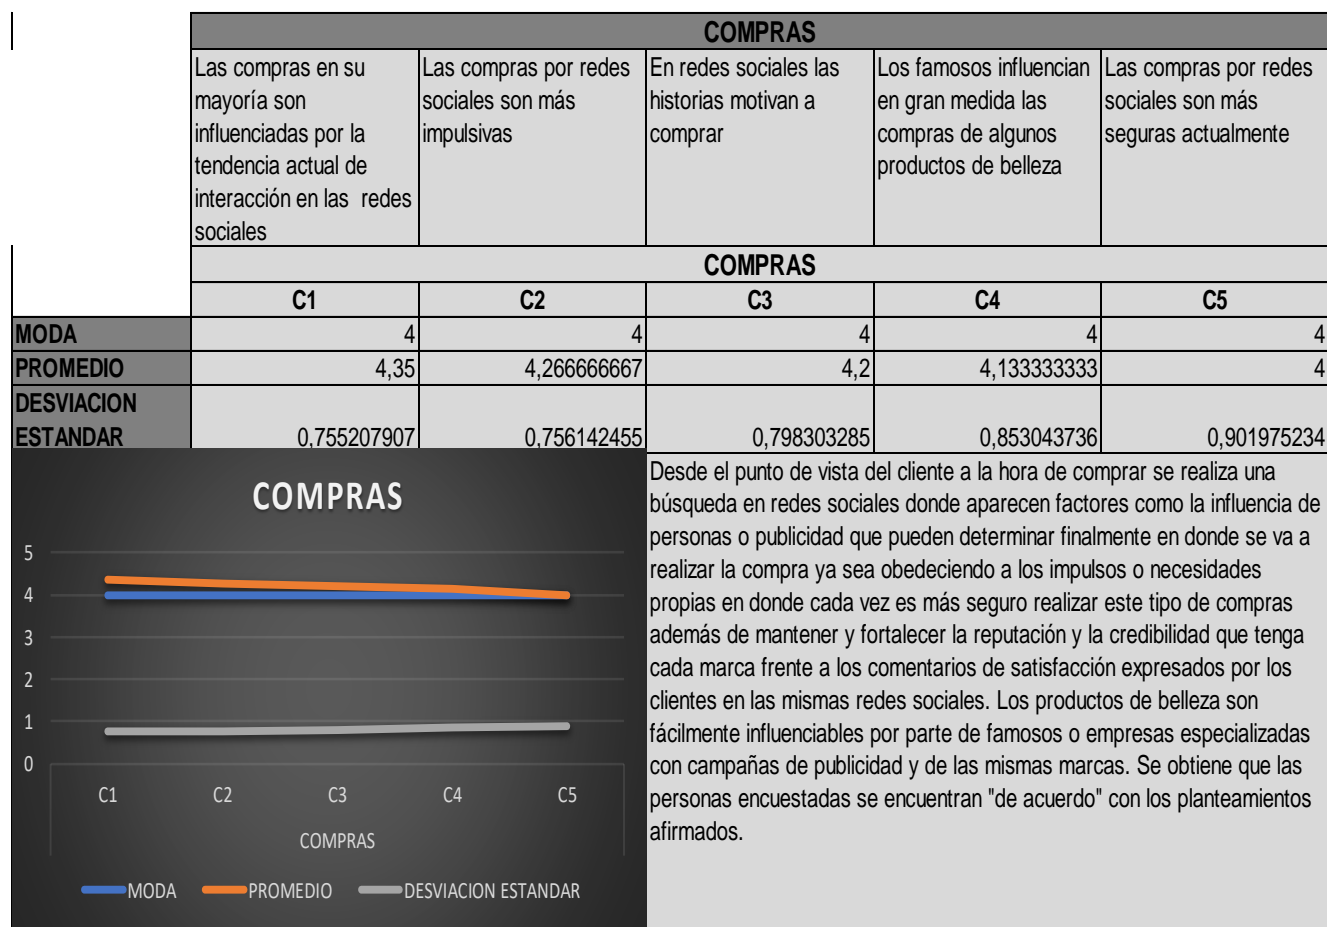 COMPRAS
Las compras en su
mayoría son
influenciadas por la
tendencia actual de
interacción en las redes
sociales
Las compras por redes
sociales son más
impulsivas
En redes sociales las
historias motivan a
comprar
Los famosos influencian
en gran medida las
compras de algunos
productos de belleza
Las compras por redes
sociales son más
seguras actualmente
COMPRAS
C1 C2 C3 C4 C5
MODA 4 4 4 4 4
PROMEDIO 4,35 4,266666667 4,2 4,133333333 4
DESVIACION
ESTANDAR 0,755207907 0,756142455 0,798303285 0,853043736 0,901975234
COMPRAS
5
4
3
2
1
0
C1 C2 C3 C4 C5
COMPRAS
MODA PROMEDIO DESVIACION ESTANDAR
Desde el punto de vista del cliente a la hora de comprar se realiza una
búsqueda en redes sociales donde aparecen factores como la influencia de
personas o publicidad que pueden determinar finalmente en donde se va a
realizar la compra ya sea obedeciendo a los impulsos o necesidades
propias en donde cada vez es más seguro realizar este tipo de compras
además de mantener y fortalecer la reputación y la credibilidad que tenga
cada marca frente a los comentarios de satisfacción expresados por los
clientes en las mismas redes sociales. Los productos de belleza son
fácilmente influenciables por parte de famosos o empresas especializadas
con campañas de publicidad y de las mismas marcas. Se obtiene que las
personas encuestadas se encuentran "de acuerdo" con los planteamientos
afirmados.